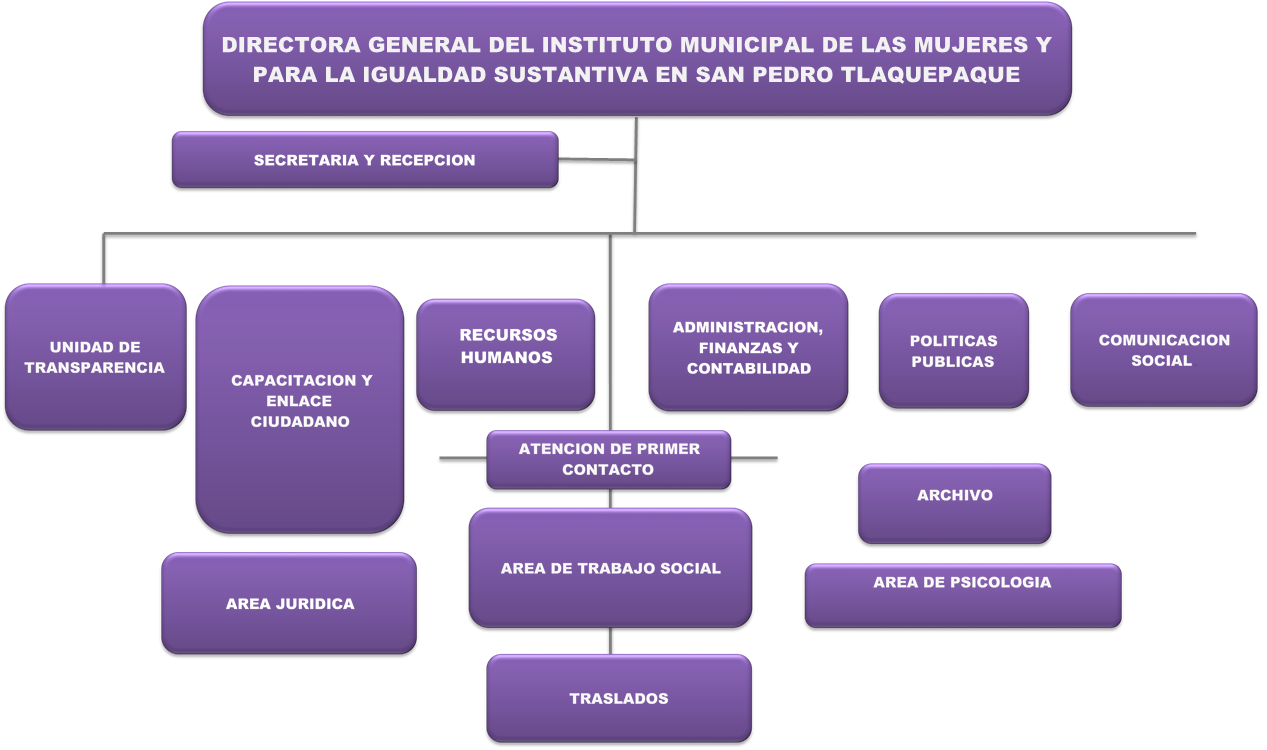 DIRECTORA GENERAL DEL INSTITUTO MUNICIPAL DE LAS MUJERES Y
PARA LA IGUALDAD SUSTANTIVA EN SAN PEDRO TLAQUEPAQUE
SECRETARIA Y RECEPCION
UNIDAD DE
TRANSPARENCIA
CAPACITACION Y
ENLACE
CIUDADANO
RECURSOS
HUMANOS
ADMINISTRACION,
FINANZAS Y
CONTABILIDAD
POLITICAS
PUBLICAS
COMUNICACION
SOCIAL
ATENCION DE PRIMER
CONTACTO
ARCHIVO
AREA DE TRABAJO SOCIAL
AREA DE PSICOLOGIA
AREA JURIDICA
TRASLADOS